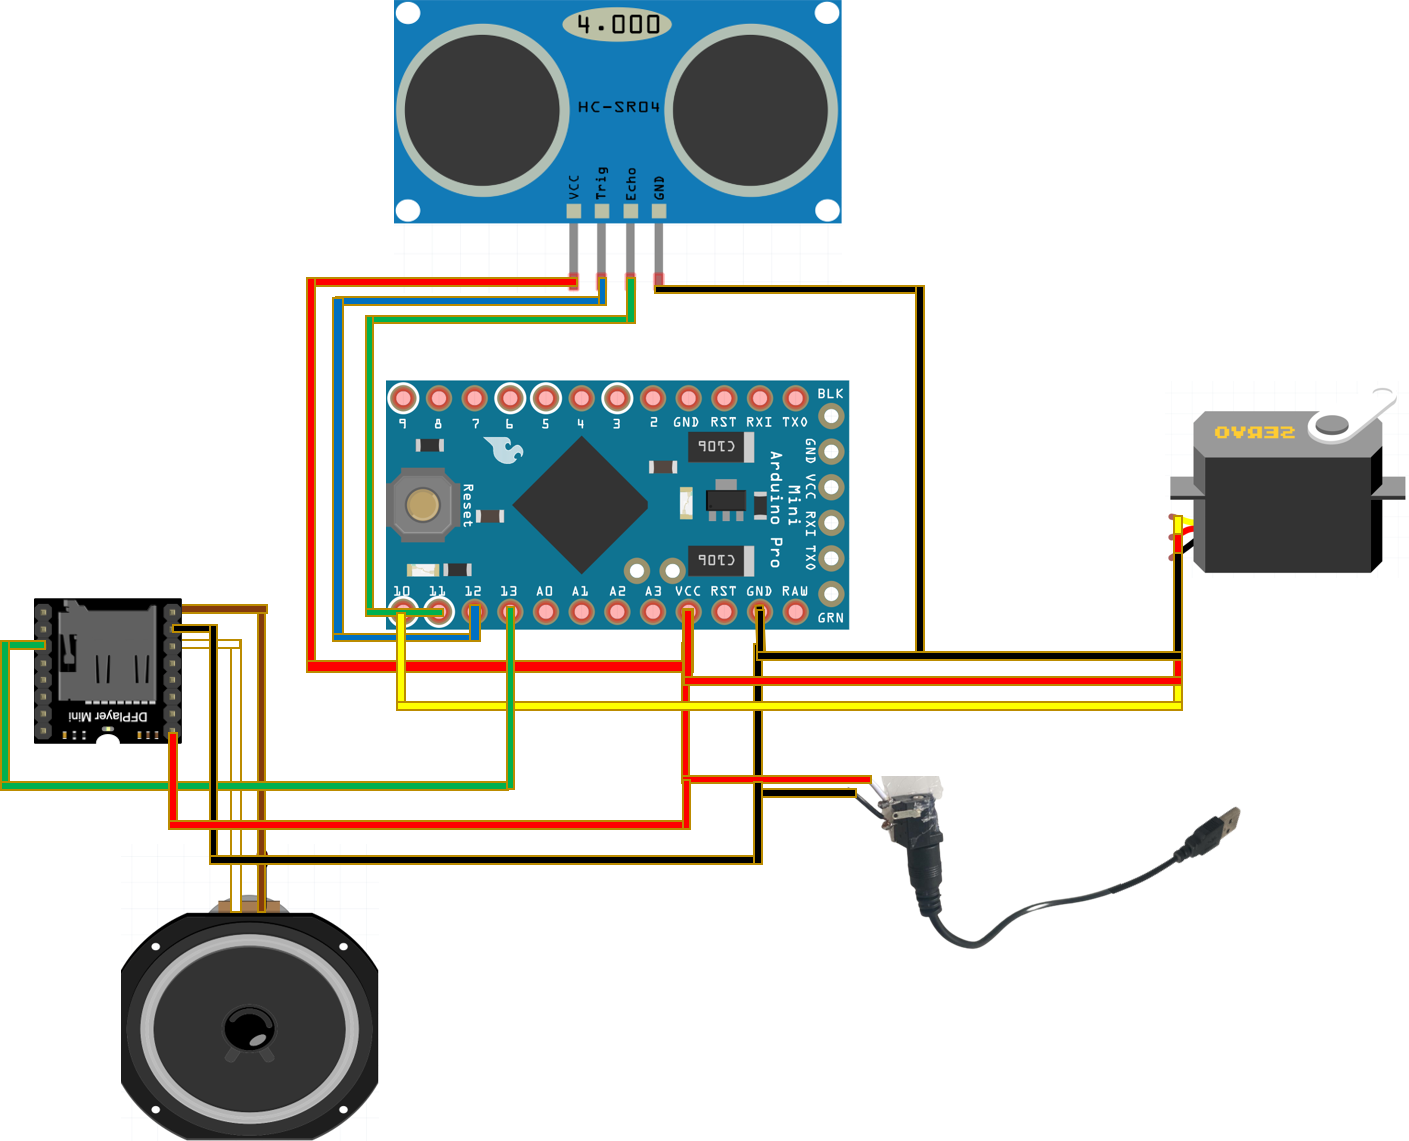 4.000
HC-SR04
VCC Trig Echo GND
BLK
9 8 7 6 5 4 3 2 GND RST RXI TXO
GND VCC RXI TXO
Reset
Arduino Pro
Mini
10 11 12 13 A0 A1 A2 A3 VCC RST GND RAW
GRN
SERVO
DFPlayer Mini